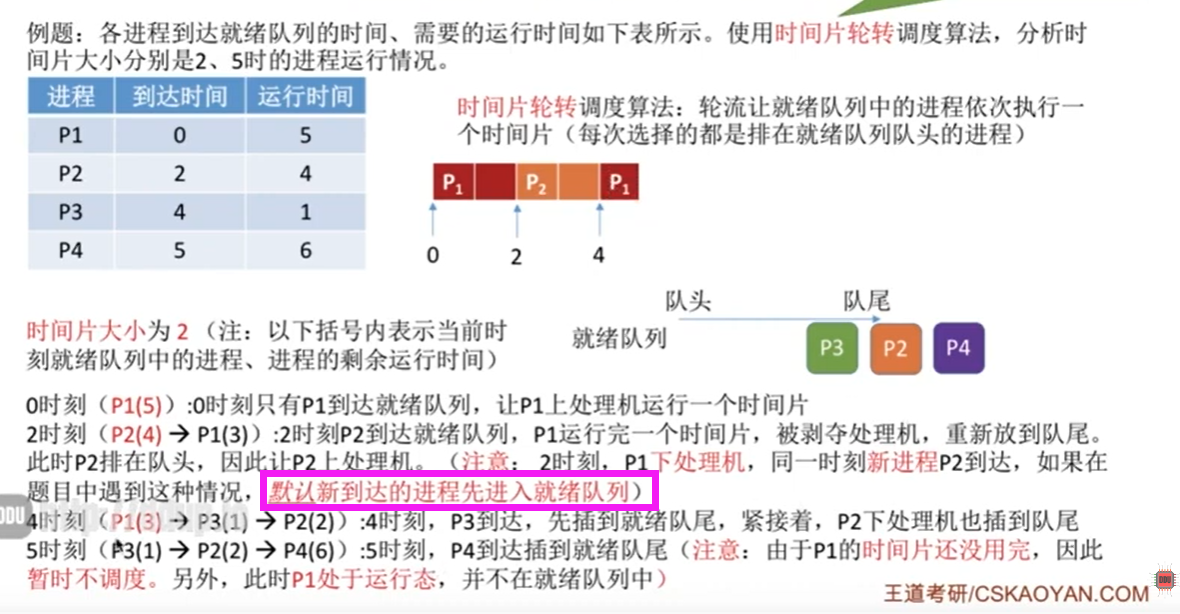 例题：各进程到达就绪队列的时间、需要的运行时间如下表所示。使用时间片轮转调度算法，分析时
间片大小分别是2、5时的进程运行情况。
进程 到达时间 运行时间
P1 0 5
P2 2 4
P3 4 1
P4 5 6
时间片轮转调度算法：轮流让就绪队列中的进程依次执行一
个时间片（每次选择的都是排在就绪队列队头的进程）
P1 P2 P1
0 2 4
队头 队尾
就绪队列 P3 P2 P4
时间片大小为 2 （注：以下括号内表示当前时
刻就绪队列中的进程、进程的剩余运行时间）
0时刻（P1(5)）:0时刻只有P1到达就绪队列，让P1上处理机运行一个时间片
2时刻（P2(4) → P1(3)）:2时刻P2到达就绪队列，P1运行完一个时间片，被剥夺处理机，重新放到队尾。
此时P2排在队头，因此让P2上处理机。（注意： 2时刻，P1下处理机，同一时刻新进程P2到达，如果在
题目中遇到这种情况，默认新到达的进程先进入就绪队列）
4时刻（P1(3) → P3(1) → P2(2)）:4时刻，P3到达，先插到就绪队尾，紧接着，P2下处理机也插到队尾
5时刻（P3(1) → P2(2) → P4(6)）:5时刻，P4到达插到就绪队尾（注意：由于P1的时间片还没用完，因此
暂时不调度。另外，此时P1处于运行态，并不在就绪队列中）
王道考研/CSKAOYAN.COM